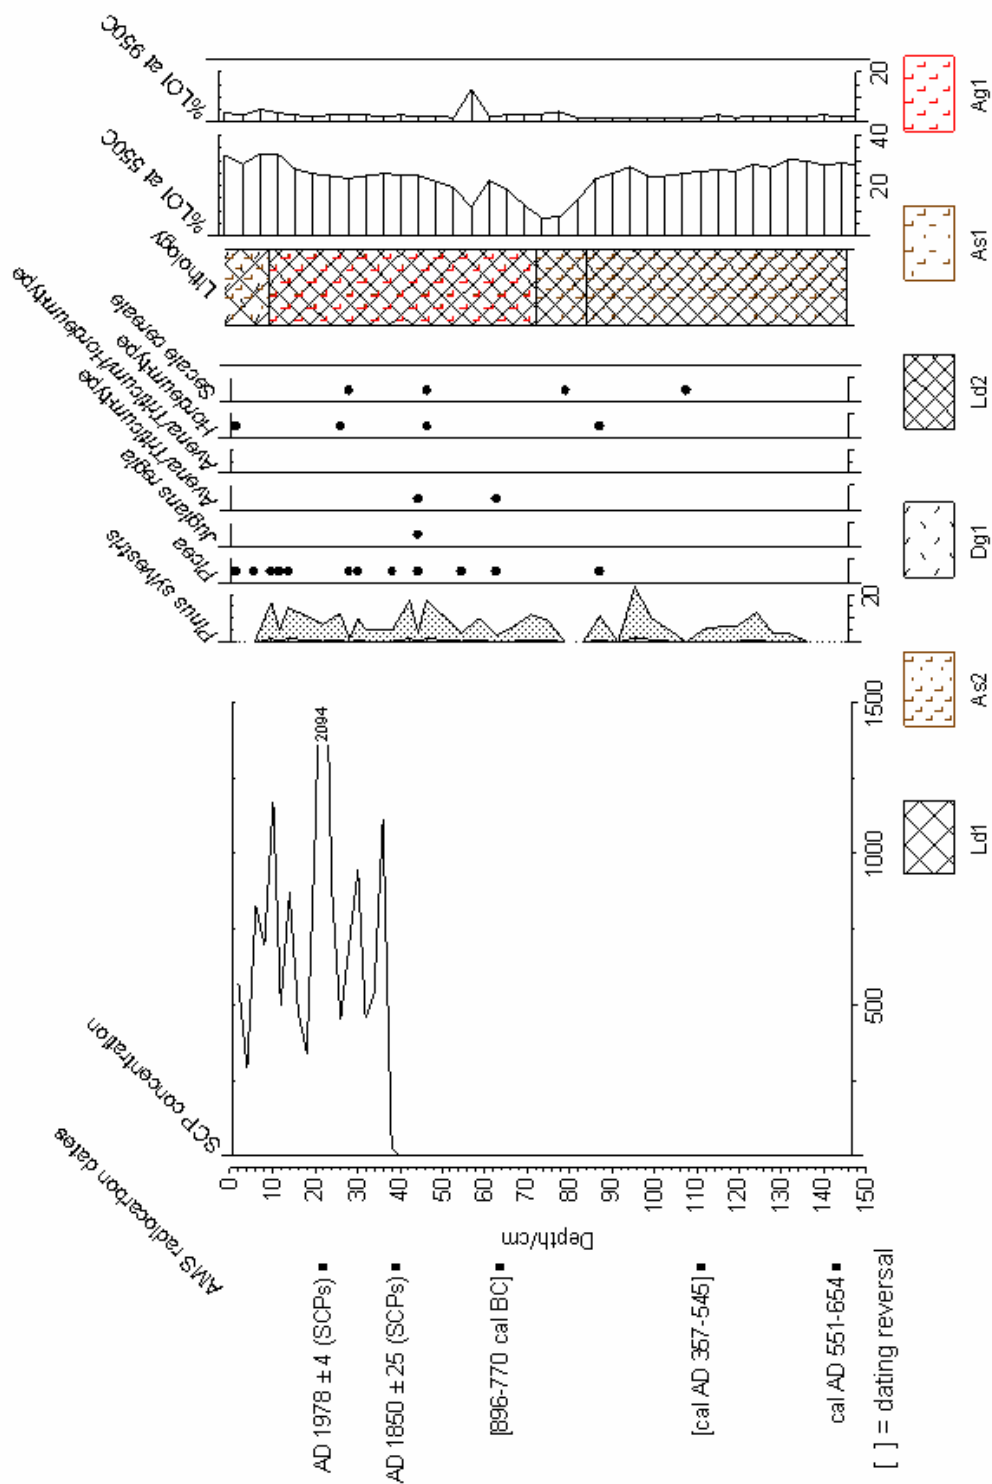 AMS radiocarbon dates
AD 1978 ± 4 (SCPs)
AD 1850 ± 25 (SCPs)
[896-770 cal BC]
[cal AD 357-545]
cal AD 551-654
[ ] = dating reversal
Depth/cm
0
10
20
30
40
50
60
70
80
90
100
110
120
130
140
150
SCP concentration
2094
500
1000
1500
Pinus sylvestris
20
Picea
Juglans regia
Avena/Triticum-type
Avena/Triticum/Hordeum-type
Hordeum-type
Secale cereale
Lithology
%LOI at 550C
20
40
%LOI at 950C
20
Ld1
As2
Dg1
Ld2
As1
Ag1